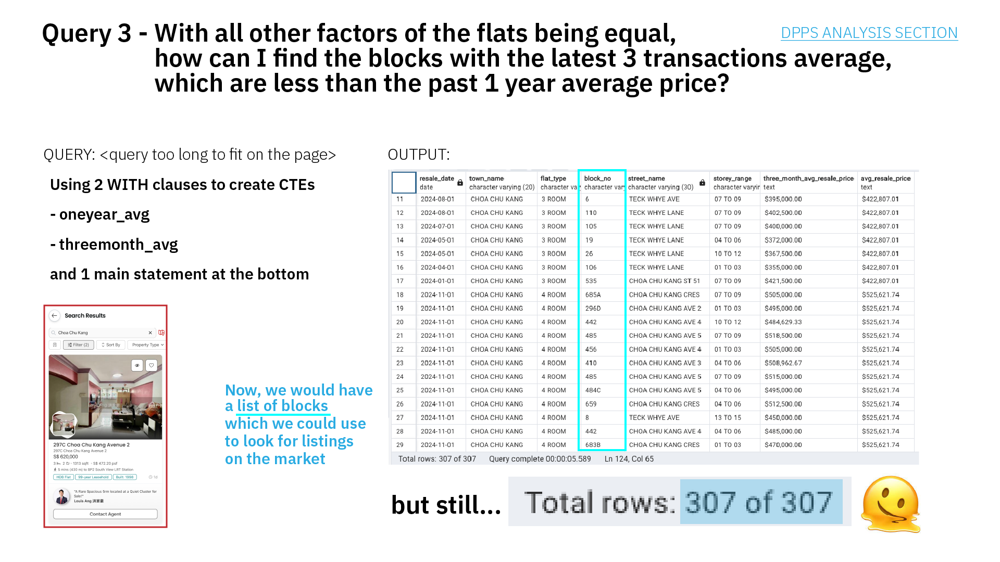 Query 3 - With all other factors of the flats being equal,
how can I find the blocks with the latest 3 transactions average,
which are less than the past 1 year average price?
DPPS ANALYSIS SECTION
QUERY: <query too long to fit on the page>
Using 2 WITH clauses to create CTEs
- oneyear_avg
- threemonth_avg
and 1 main statement at the bottom
Search Results
Choa Chu Kang
Filter (2) Sort By Property Type
297C Choa Chu Kang Avenue 2
297C Choa Chu Kang Avenue 2
S$ 620,000
3 2 · 1313 sqft · S$ 472.20 psf
5 mins (430 m) to BP2 South View LRT Station
HDB Flat 99-year Leasehold Built: 1998 1d
"A Rare Spacious 5rm located at a Quiet Cluster for
Sale!"
Louis Ang 洪家豪
Contact Agent
Now, we would have
a list of blocks
which we could use
to look for listings
on the market
OUTPUT:
resale_date town_name flat_type block_no street_name storey_range three_month_avg_resale_price avg_resale_price
date character varying (20) character va character vary character varying (30) character varyin text text
11 2024-08-01 CHOA CHU KANG 3 ROOM 6 TECK WHYE AVE 07 TO 09 $395,000.00 $422,807.01
12 2024-08-01 CHOA CHU KANG 3 ROOM 110 TECK WHYE LANE 07 TO 09 $402,500.00 $422,807.01
13 2024-07-01 CHOA CHU KANG 3 ROOM 105 TECK WHYE LANE 07 TO 09 $400,000.00 $422,807.01
14 2024-05-01 CHOA CHU KANG 3 ROOM 19 TECK WHYE LANE 04 TO 06 $372,000.00 $422,807.01
15 2024-05-01 CHOA CHU KANG 3 ROOM 26 TECK WHYE LANE 10 TO 12 $367,500.00 $422,807.01
16 2024-04-01 CHOA CHU KANG 3 ROOM 106 TECK WHYE LANE 01 TO 03 $355,000.00 $422,807.01
17 2024-01-01 CHOA CHU KANG 3 ROOM 535 CHOA CHU KANG ST 51 07 TO 09 $421,500.00 $422,807.01
18 2024-11-01 CHOA CHU KANG 4 ROOM 685A CHOA CHU KANG CRES 07 TO 09 $505,000.00 $525,621.74
19 2024-11-01 CHOA CHU KANG 4 ROOM 296D CHOA CHU KANG AVE 2 01 TO 03 $495,000.00 $525,621.74
20 2024-11-01 CHOA CHU KANG 4 ROOM 442 CHOA CHU KANG AVE 4 10 TO 12 $484,629.33 $525,621.74
21 2024-11-01 CHOA CHU KANG 4 ROOM 485 CHOA CHU KANG AVE 5 07 TO 09 $518,500.00 $525,621.74
22 2024-11-01 CHOA CHU KANG 4 ROOM 456 CHOA CHU KANG AVE 4 01 TO 03 $505,000.00 $525,621.74
23 2024-11-01 CHOA CHU KANG 4 ROOM 410 CHOA CHU KANG AVE 3 04 TO 06 $508,962.67 $525,621.74
24 2024-11-01 CHOA CHU KANG 4 ROOM 485 CHOA CHU KANG AVE 5 07 TO 09 $515,000.00 $525,621.74
25 2024-11-01 CHOA CHU KANG 4 ROOM 484C CHOA CHU KANG AVE 5 04 TO 06 $495,000.00 $525,621.74
26 2024-11-01 CHOA CHU KANG 4 ROOM 659 CHOA CHU KANG CRES 04 TO 06 $512,500.00 $525,621.74
27 2024-11-01 CHOA CHU KANG 4 ROOM 8 TECK WHYE AVE 13 TO 15 $450,000.00 $525,621.74
28 2024-11-01 CHOA CHU KANG 4 ROOM 442 CHOA CHU KANG AVE 4 04 TO 06 $485,000.00 $525,621.74
29 2024-11-01 CHOA CHU KANG 4 ROOM 683B CHOA CHU KANG CRES 01 TO 03 $470,000.00 $525,621.74
Total rows: 307 of 307 Query complete 00:00:05.589 Ln 124, Col 65
but still... Total rows: 307 of 307